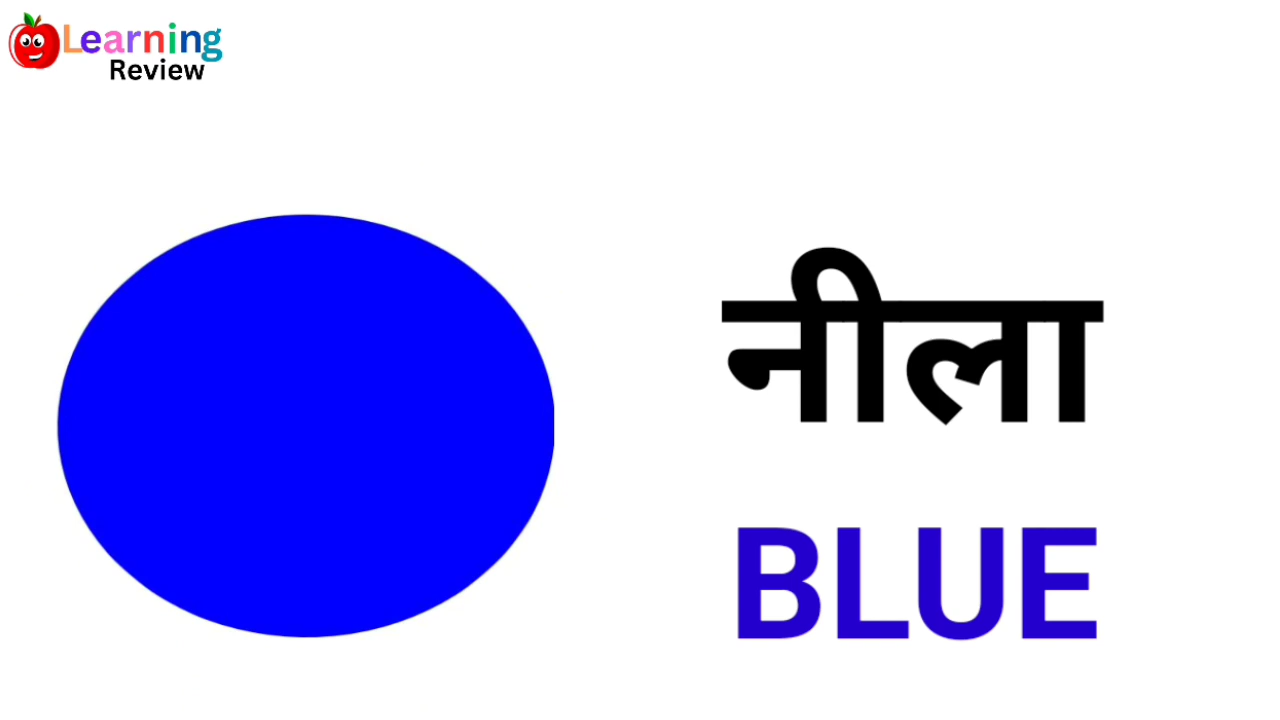 Learning
Review
नीला
BLUE